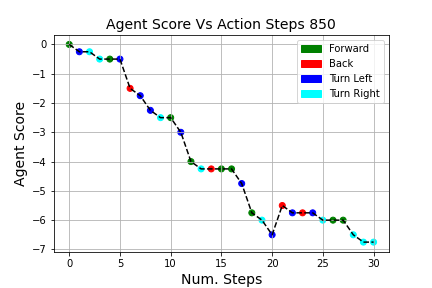 Agent Score Vs Action Steps 850
Forward
Back
Turn Left
Turn Right
Agent Score
0
−1
−2
−3
−4
−5
−6
−7
0 5 10 15 20 25 30
Num. Steps